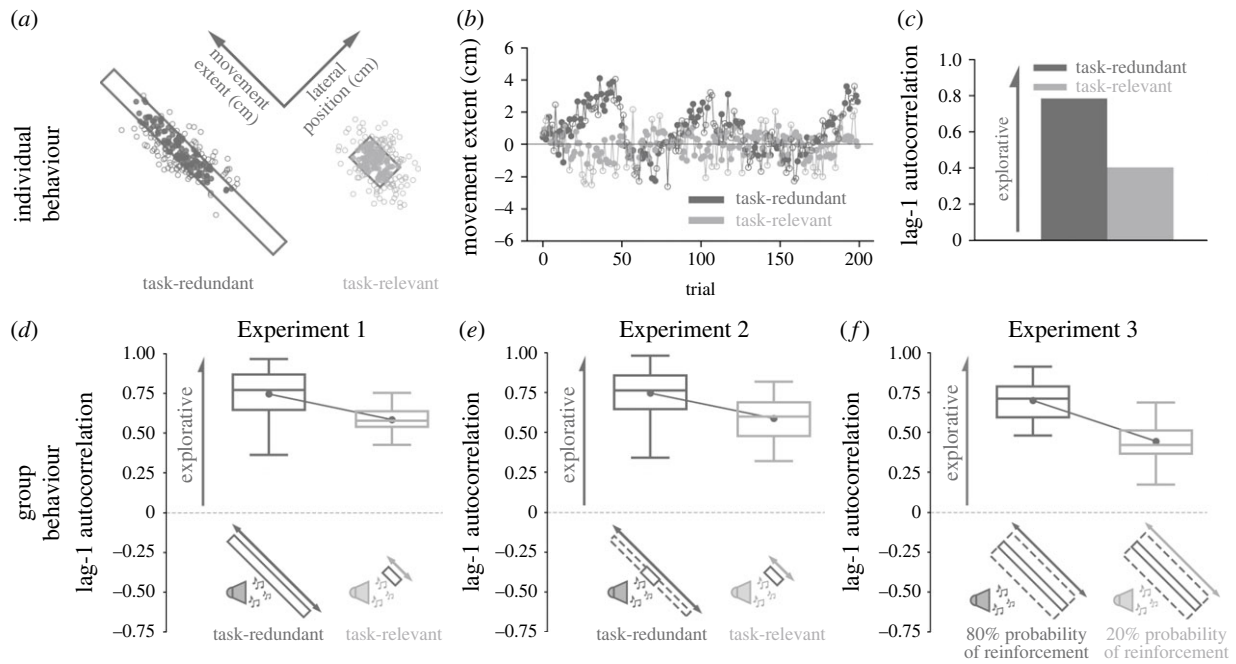 (a)
movement
extent (cm)
lateral
position (cm)
task-redundant
task-relevant
individual
behaviour
(b)
movement extent (cm)
6
4
2
0
−2
−4
−6
task-redundant
task-relevant
0
50
100
150
200
trial
(c)
lag-1 autocorrelation
1.0
0.8
0.6
0.4
0.2
0
explorative
task-redundant
task-relevant
group
behaviour
(d)
Experiment 1
lag-1 autocorrelation
1.00
0.75
0.50
0.25
0
−0.25
−0.50
−0.75
explorative
task-redundant
task-relevant
(e)
Experiment 2
lag-1 autocorrelation
1.00
0.75
0.50
0.25
0
−0.25
−0.50
−0.75
explorative
task-redundant
task-relevant
(f)
Experiment 3
lag-1 autocorrelation
1.00
0.75
0.50
0.25
0
−0.25
−0.50
−0.75
explorative
80% probability
of reinforcement
20% probability
of reinforcement